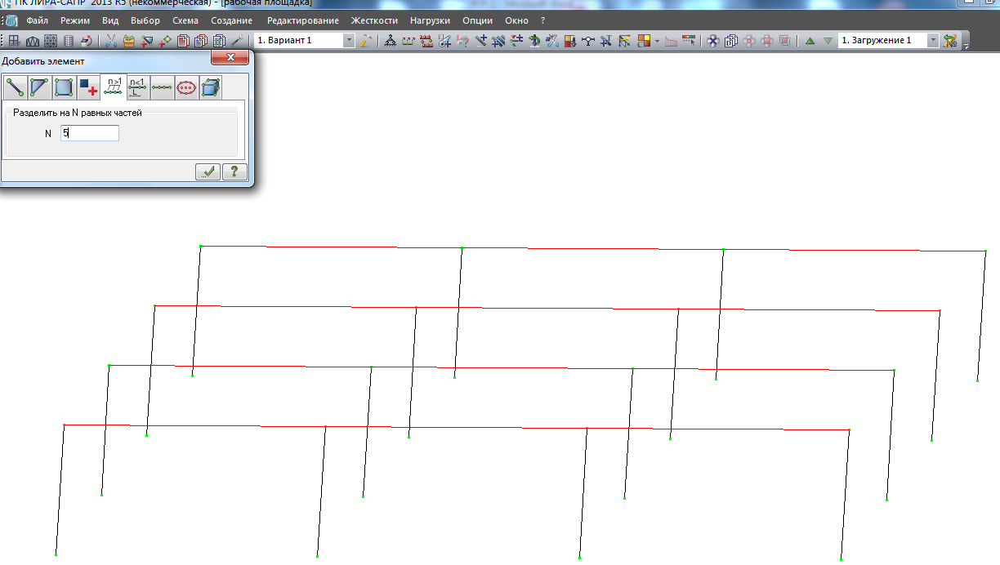 ПК ЛИРА-САПР 2013 R5 (некоммерческая) - [рабочая площадка]
Файл Режим Вид Выбор Схема Создание Редактирование Жесткости Нагрузки Опции Окно ?
1. Вариант 1 1. Загружение 1
Добавить элемент
n>1 n<1
L
Разделить на N равных частей
N 5
?